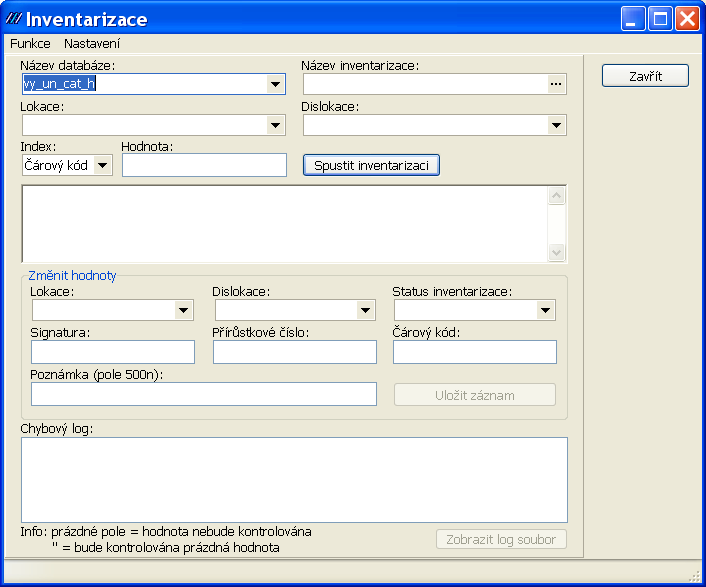 Inventarizace
Funkce Nastavení
Název databáze: Název inventarizace:
vy_un_cat_h ...
Zavřít
Lokace: Dislokace:
Index: Hodnota:
Čárový kód Spustit inventarizaci
Změnit hodnoty
Lokace: Dislokace: Status inventarizace:
Signatura: Přírůstkové číslo: Čárový kód:
Poznámka (pole 500n):
Uložit záznam
Chybový log:
Info: prázdné pole = hodnota nebude kontrolována
'' = bude kontrolována prázdná hodnota
Zobrazit log soubor